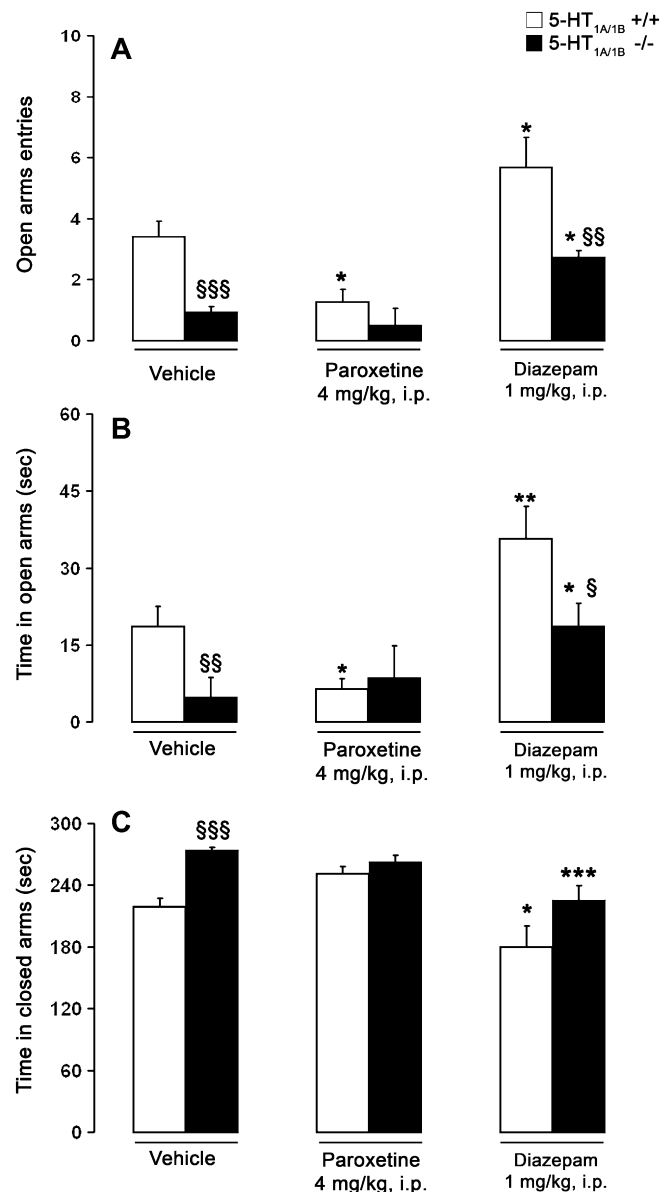 5-HT1A/1B +/+
5-HT1A/1B -/-
A
Open arms entries
10
8
6
4
2
0
§§§
*
*
* §§
Vehicle
Paroxetine
4 mg/kg, i.p.
Diazepam
1 mg/kg, i.p.
B
Time in open arms (sec)
60
45
30
15
0
§§
*
**
* §
Vehicle
Paroxetine
4 mg/kg, i.p.
Diazepam
1 mg/kg, i.p.
C
Time in closed arms (sec)
300
240
180
120
60
0
§§§
*
***
Vehicle
Paroxetine
4 mg/kg, i.p.
Diazepam
1 mg/kg, i.p.